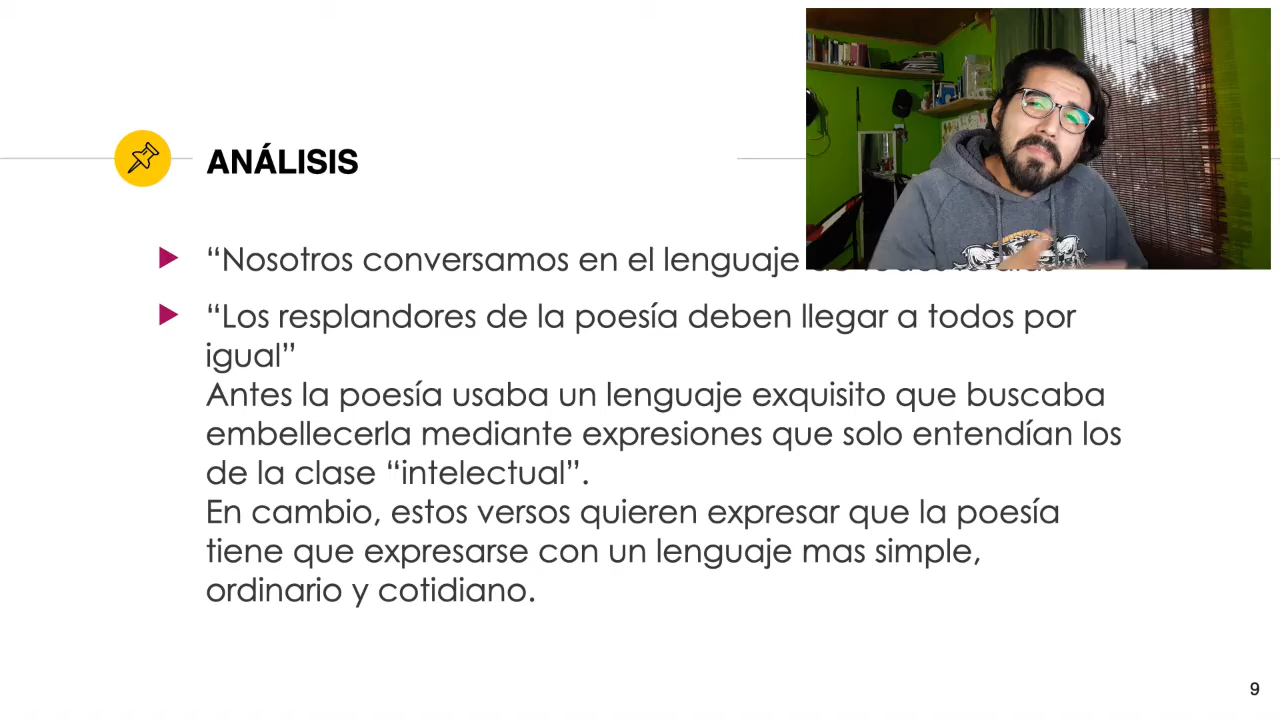 ANÁLISIS
“Nosotros conversamos en el lenguaje
“Los resplandores de la poesía deben llegar a todos por
igual”
Antes la poesía usaba un lenguaje exquisito que buscaba
embellecerla mediante expresiones que solo entendían los
de la clase “intelectual”.
En cambio, estos versos quieren expresar que la poesía
tiene que expresarse con un lenguaje mas simple,
ordinario y cotidiano.
9